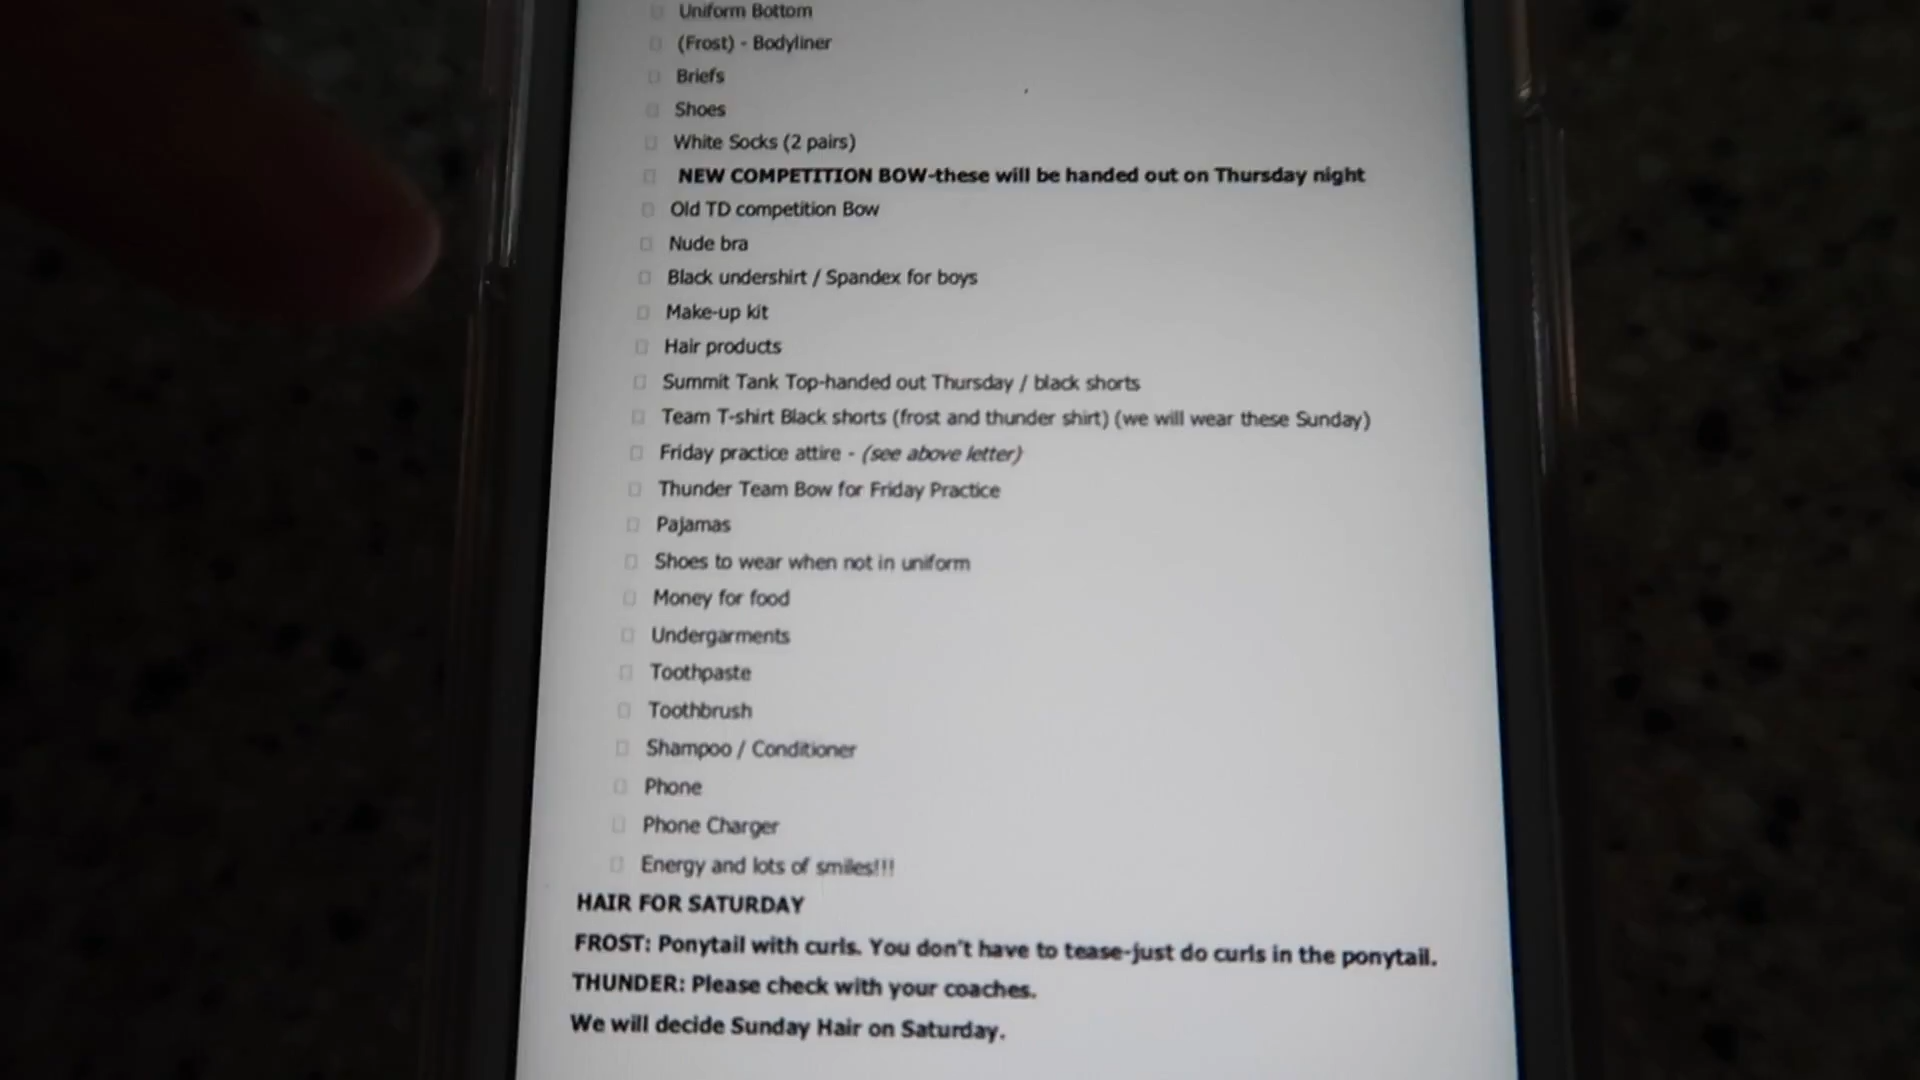 Uniform Bottom
(Frost) - Bodyliner
Briefs
Shoes
White Socks (2 pairs)
NEW COMPETITION BOW-these will be handed out on Thursday night
Old TD competition Bow
Nude bra
Black undershirt / Spandex for boys
Make-up kit
Hair products
Summit Tank Top-handed out Thursday / black shorts
Team T-shirt Black shorts (frost and thunder shirt) (we will wear these Sunday)
Friday practice attire - (see above letter)
Thunder Team Bow for Friday Practice
Pajamas
Shoes to wear when not in uniform
Money for food
Undergarments
Toothpaste
Toothbrush
Shampoo / Conditioner
Phone
Phone Charger
Energy and lots of smiles!!!
HAIR FOR SATURDAY
FROST: Ponytail with curls. You don't have to tease-just do curls in the ponytail.
THUNDER: Please check with your coaches.
We will decide Sunday Hair on Saturday.